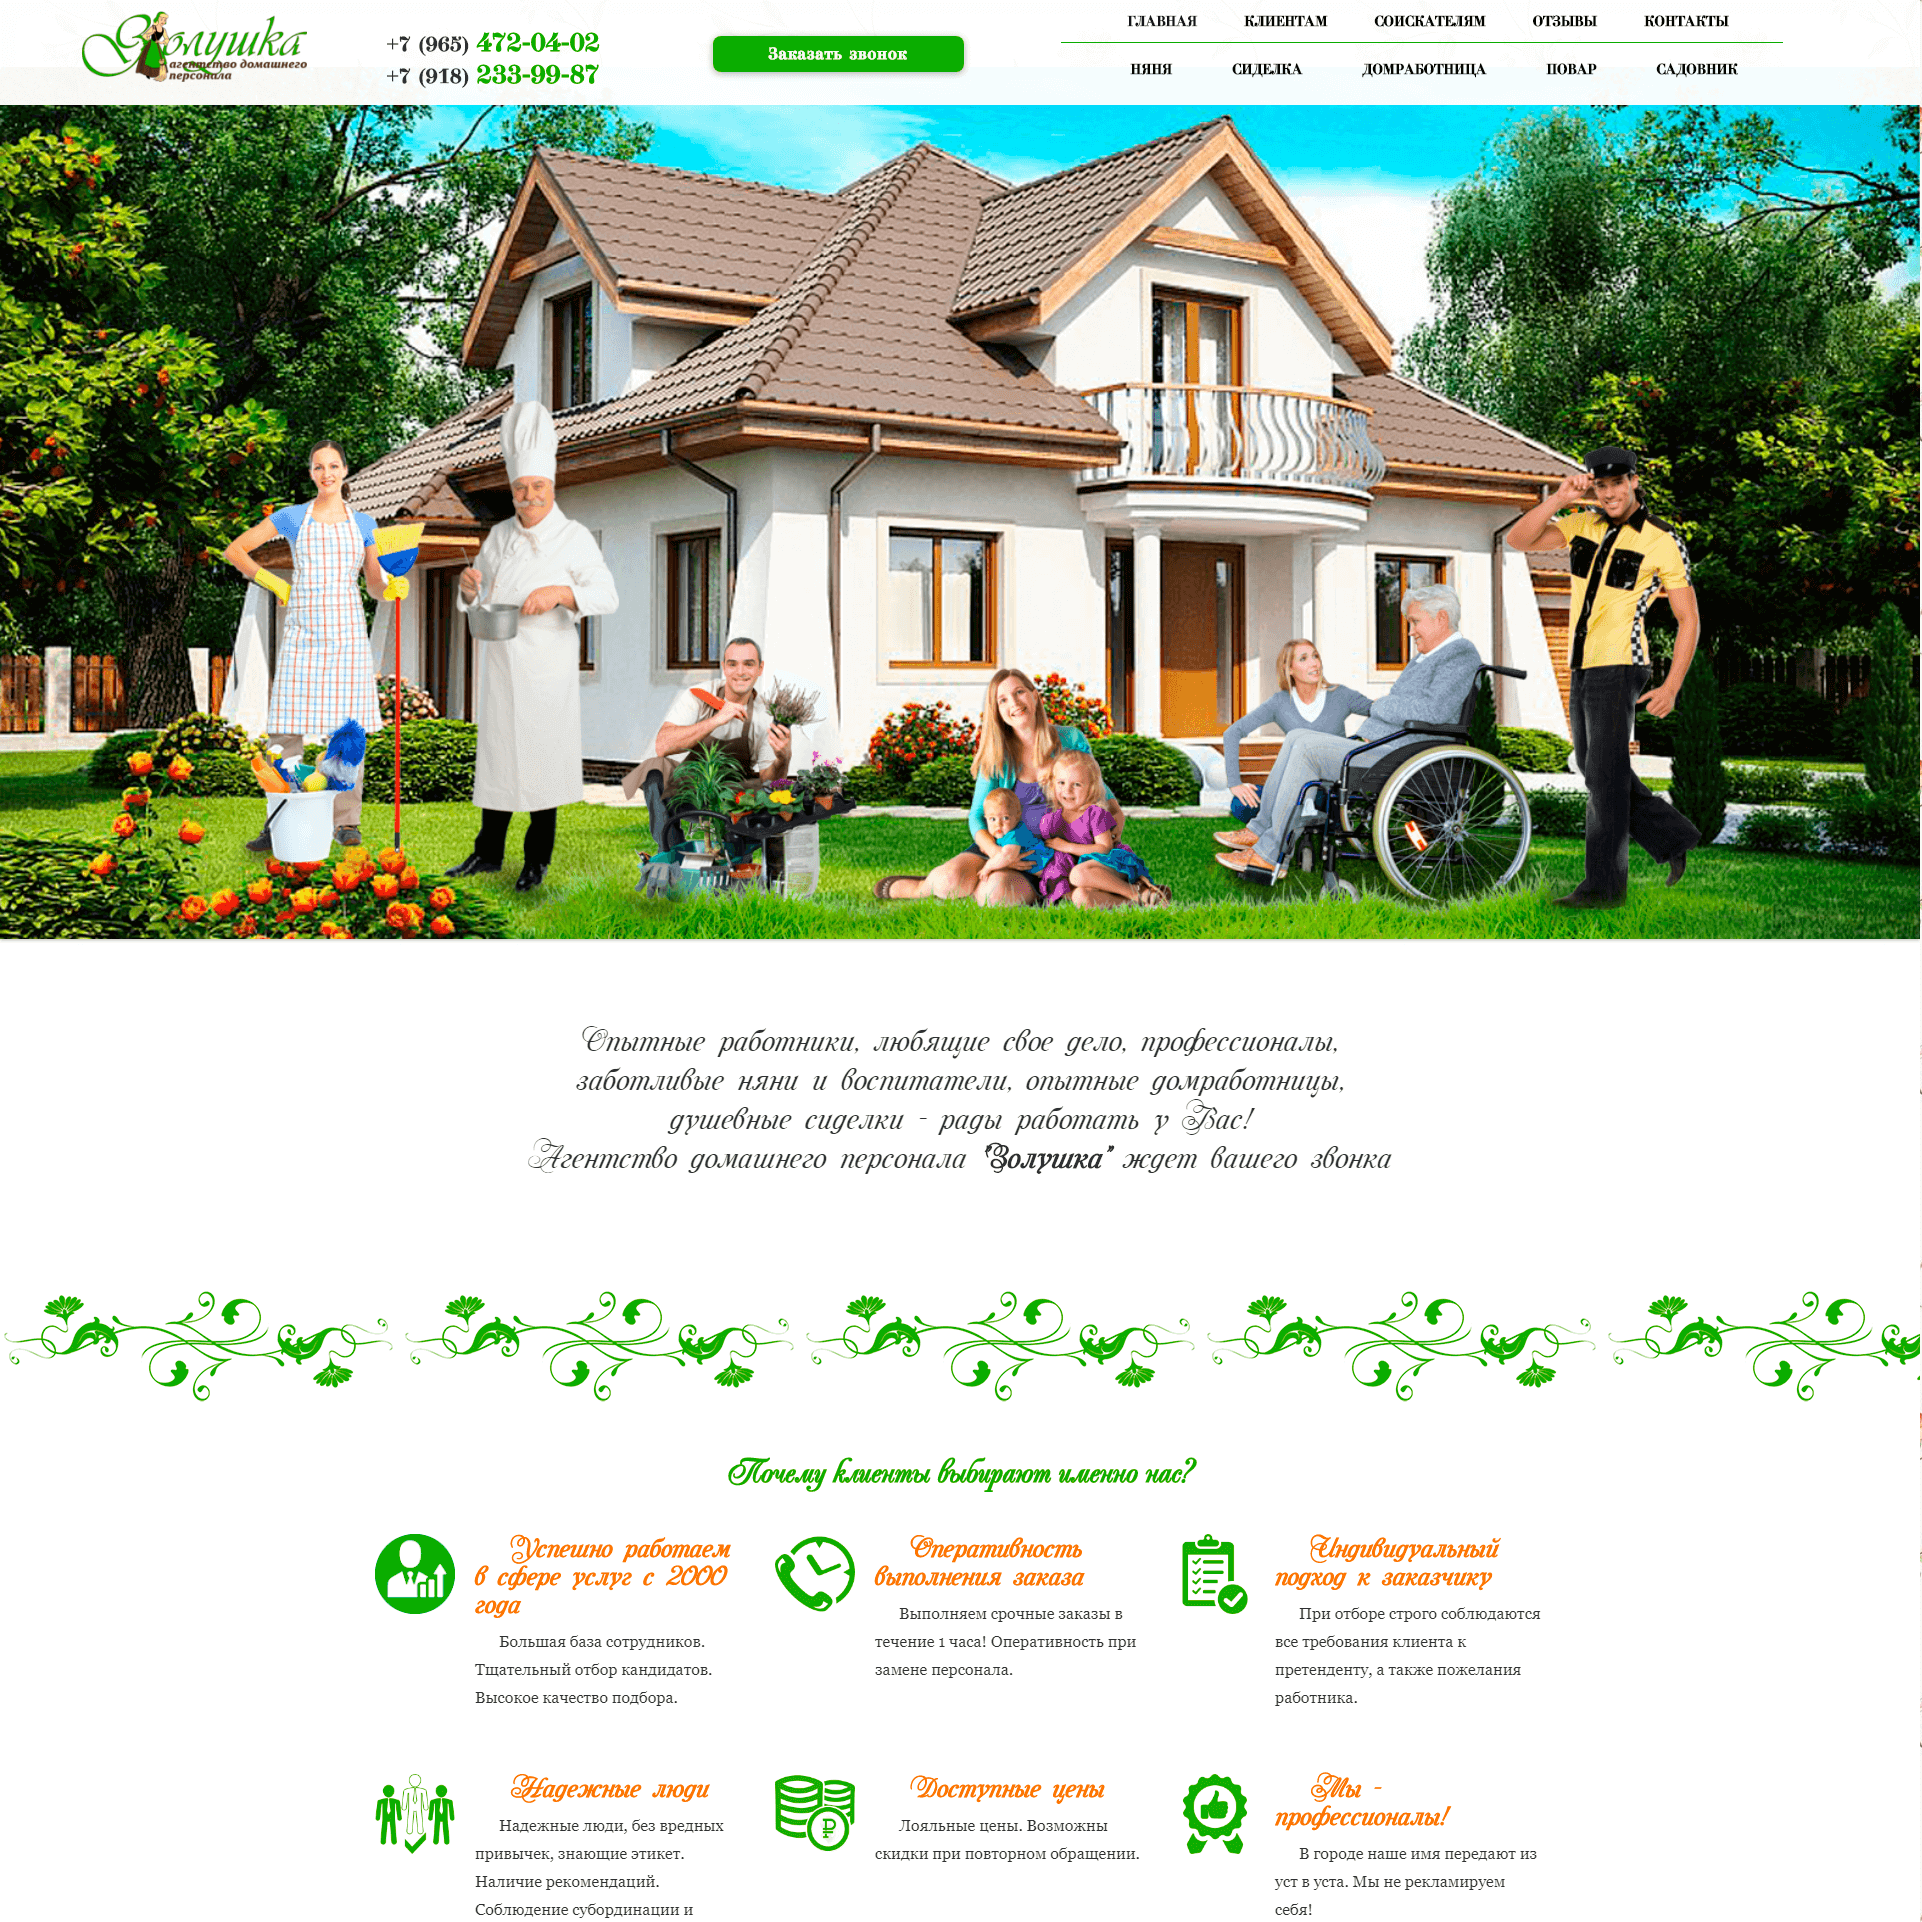 Золушка
агентство домашнего
персонала
+7 (965) 472-04-02
+7 (918) 233-99-87
Заказать звонок
ГЛАВНАЯ КЛИЕНТАМ СОИСКАТЕЛЯМ ОТЗЫВЫ КОНТАКТЫ
НЯНЯ СИДЕЛКА ДОМРАБОТНИЦА ПОВАР САДОВНИК
Опытные работники, любящие свое дело, профессионалы,
заботливые няни и воспитатели, опытные домработницы,
душевные сиделки - рады работать у Вас!
Агентство домашнего персонала "Золушка" ждет вашего звонка
Почему клиенты выбирают именно нас?
Успешно работаем
в сфере услуг с 2000
года
Большая база сотрудников.
Тщательный отбор кандидатов.
Высокое качество подбора.
Оперативность
выполнения заказа
Выполняем срочные заказы в
течение 1 часа! Оперативность при
замене персонала.
Индивидуальный
подход к заказчику
При отборе строго соблюдаются
все требования клиента к
претенденту, а также пожелания
работника.
Надежные люди
Надежные люди, без вредных
привычек, знающие этикет.
Наличие рекомендаций.
Соблюдение субординации и
Доступные цены
Лояльные цены. Возможны
скидки при повторном обращении.
Мы -
профессионалы!
В городе наше имя передают из
уст в уста. Мы не рекламируем
себя!